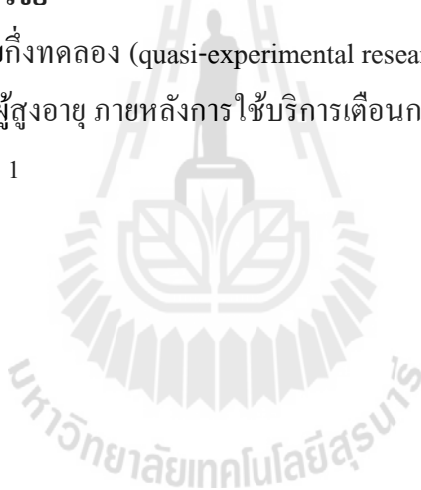 ยกึ่งทดลอง (quasi-experimental resea
ผู้สูงอายุ ภายหลังการใช้บริการเตือนก
1
มหาวิทยาลัยเทคโนโลยีสุรนารี